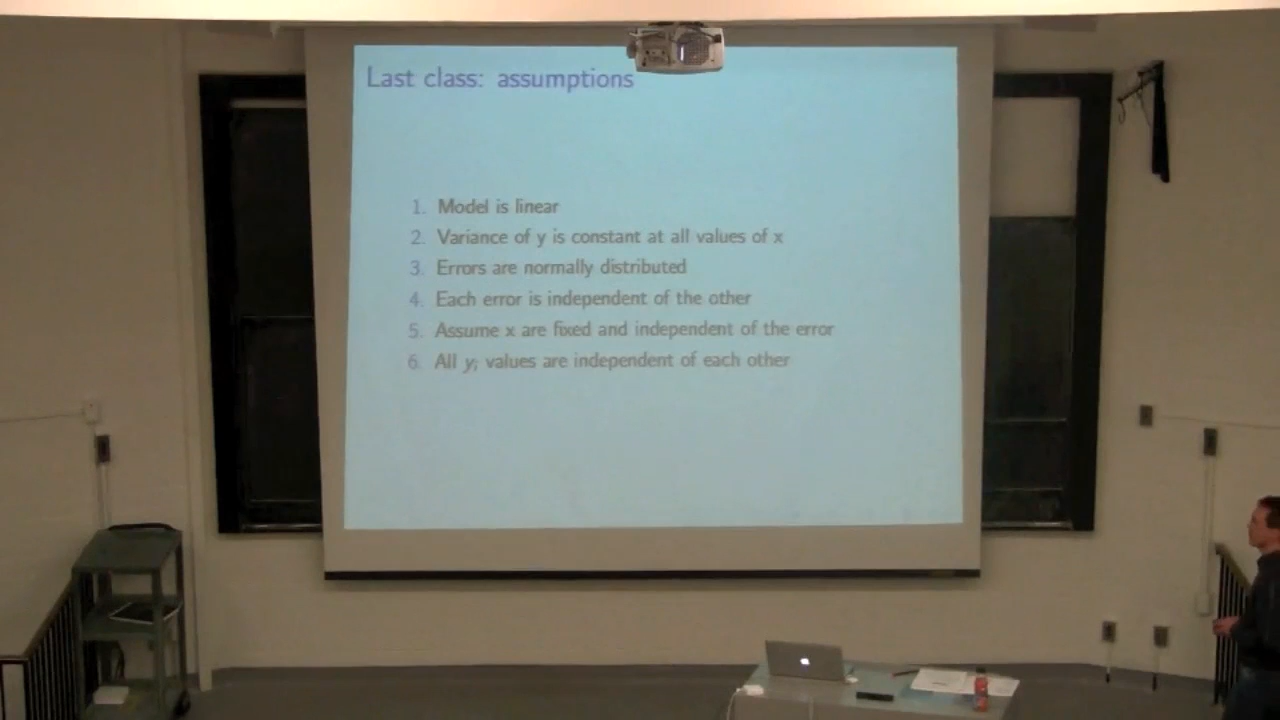 Last class: assumptions
1. Model is linear
2. Variance of y is constant at all values of x
3. Errors are normally distributed
4. Each error is independent of the other
5. Assume x are fixed and independent of the error
6. All yᵢ values are independent of each other